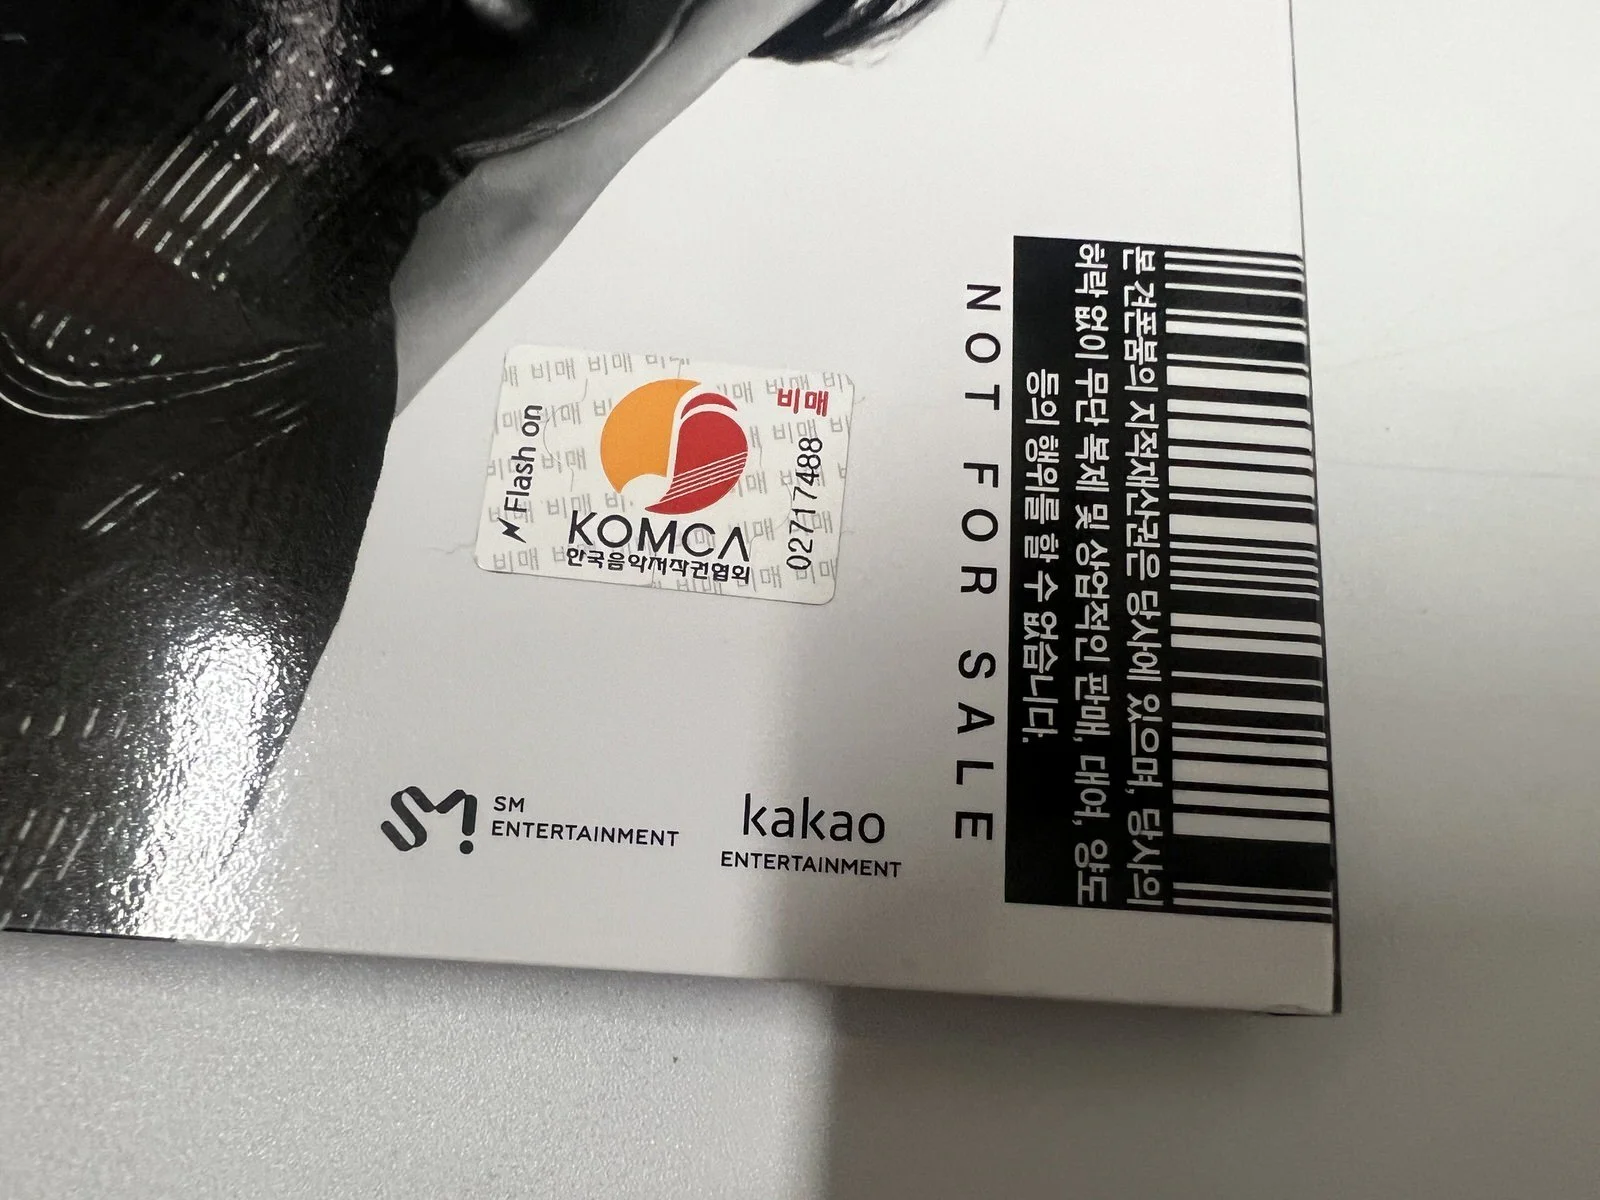 비매
Flash on
KOMCA
한국음악저작권협회
02717488
SM
ENTERTAINMENT
kakao
ENTERTAINMENT
NOT FOR SALE
본 견본품의 지적재산권은 당사에 있으며, 당사의
허락 없이 무단 복제 및 상업적인 판매, 대여, 양도
등의 행위를 할 수 없습니다.